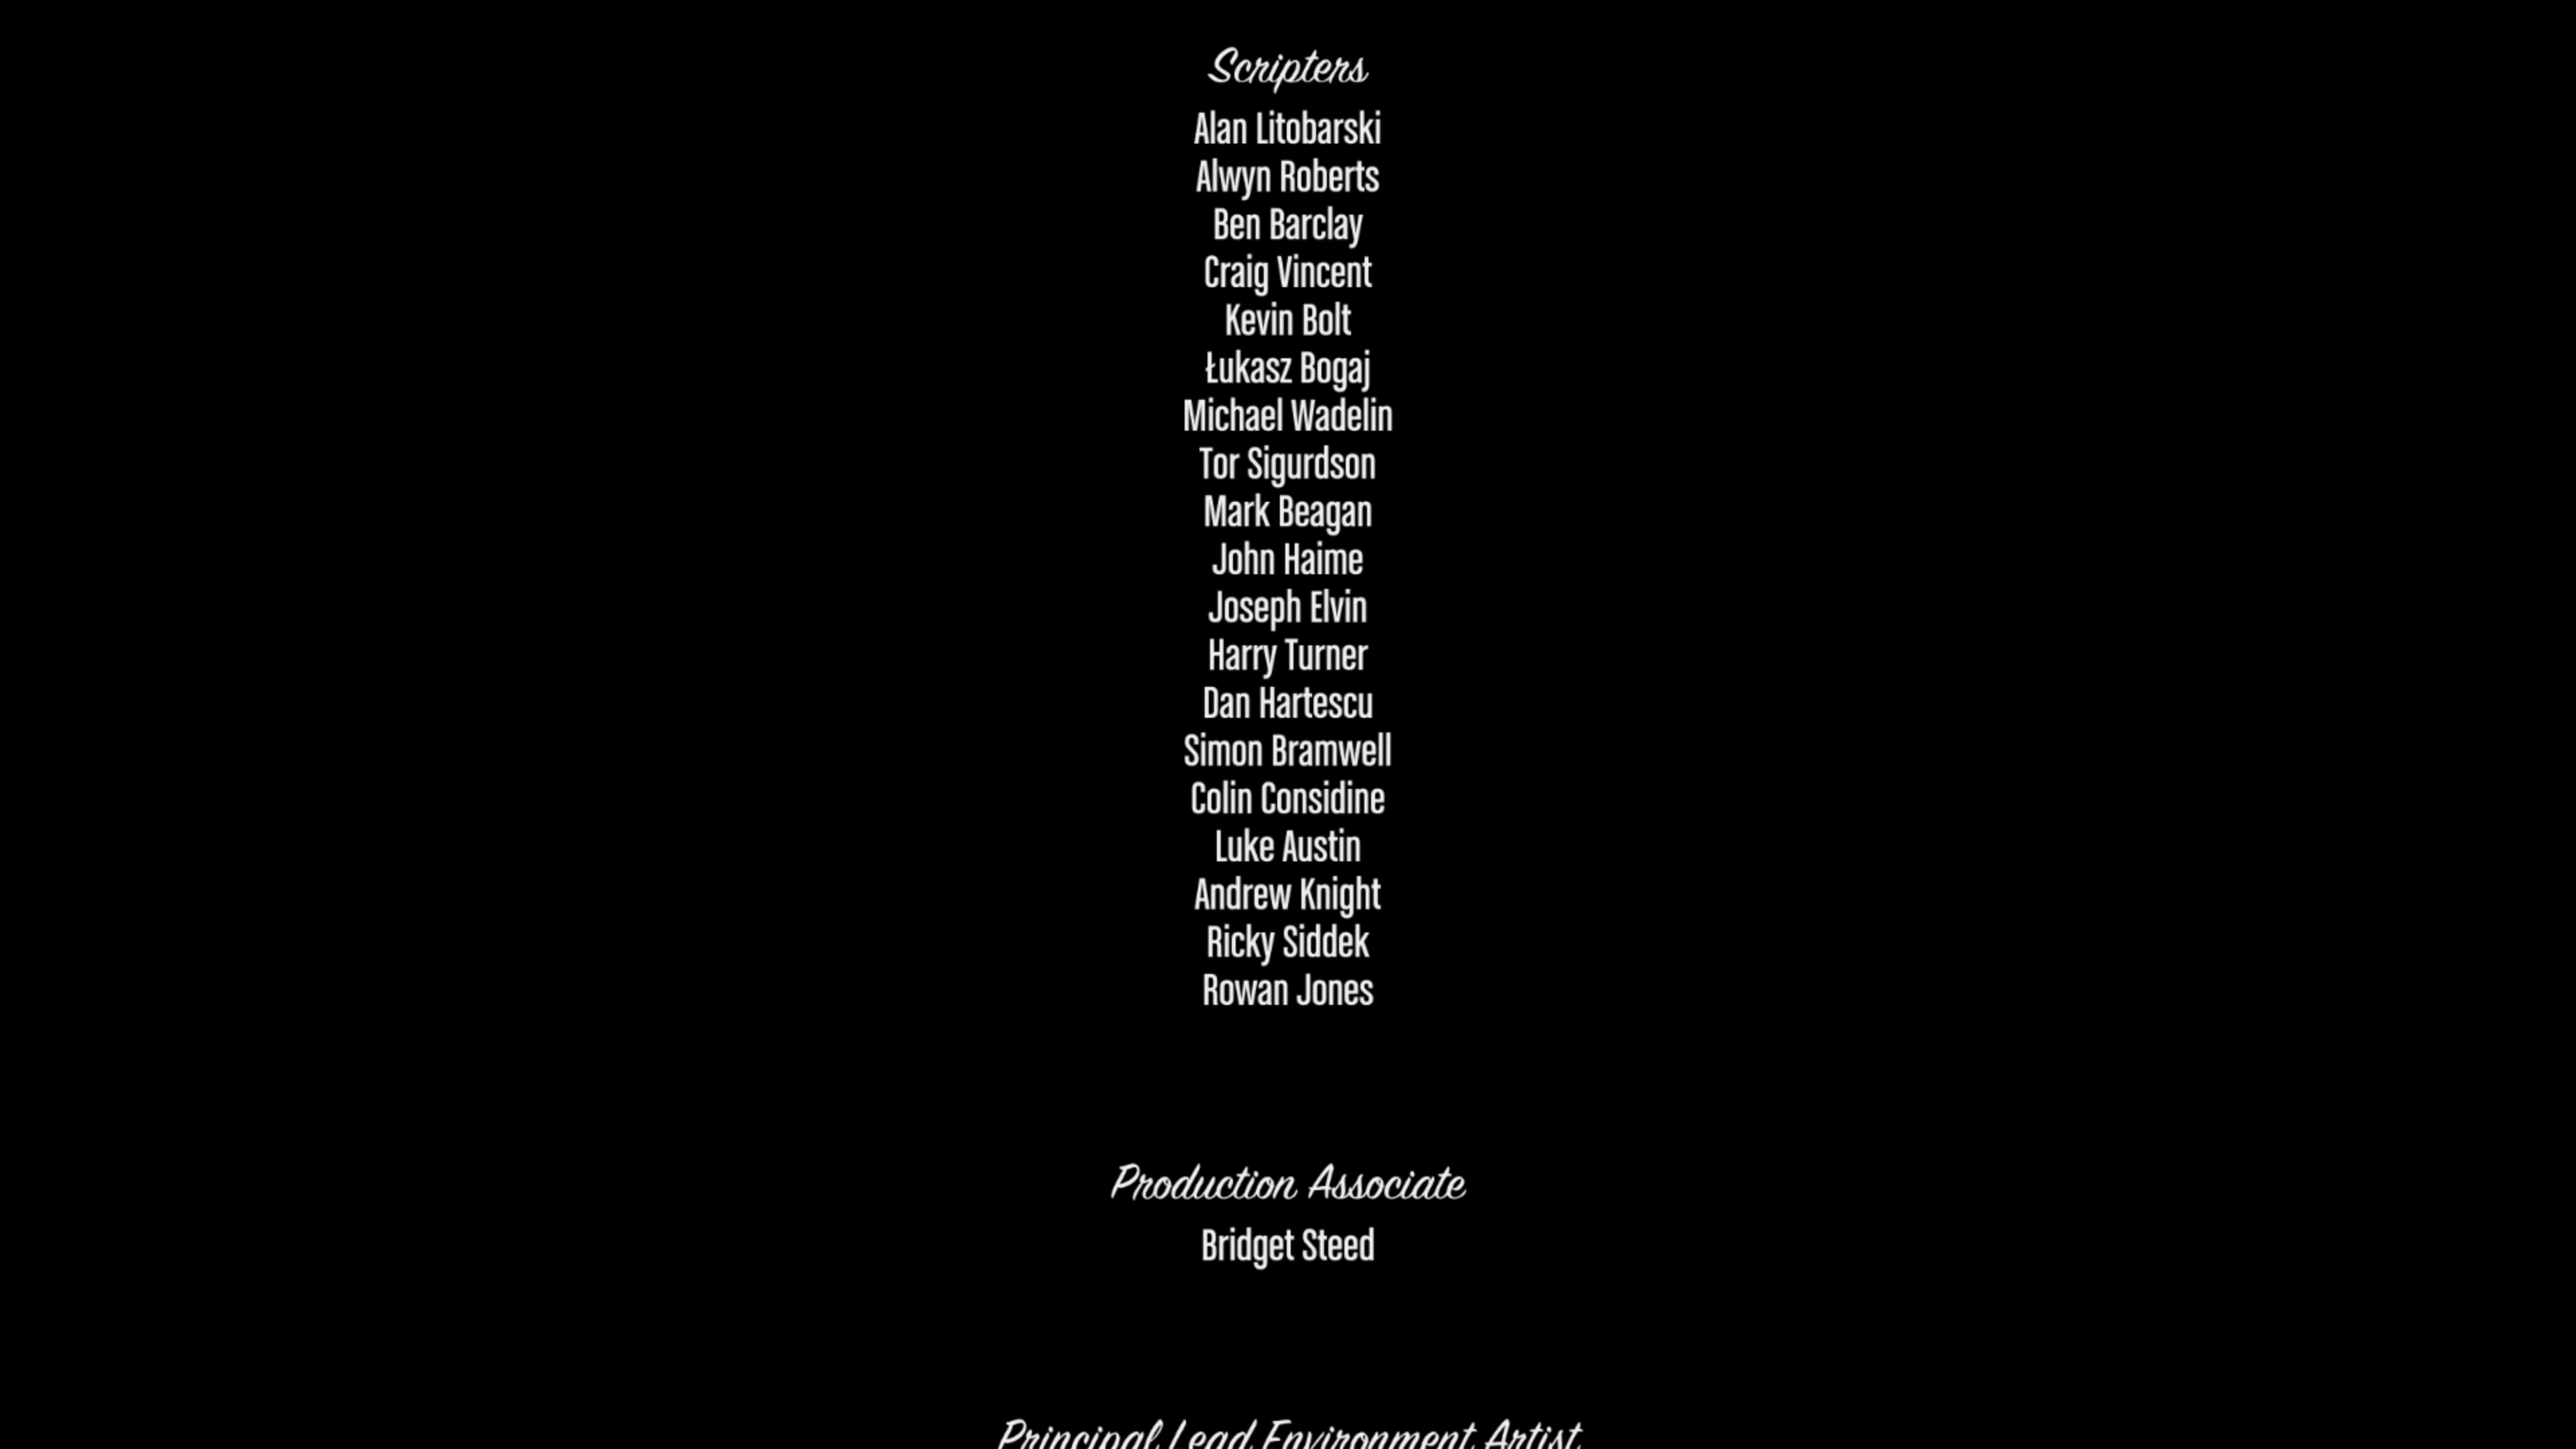 Scripters
Alan Litobarski
Alwyn Roberts
Ben Barclay
Craig Vincent
Kevin Bolt
Łukasz Bogaj
Michael Wadelin
Tor Sigurdson
Mark Beagan
John Haime
Joseph Elvin
Harry Turner
Dan Hartescu
Simon Bramwell
Colin Considine
Luke Austin
Andrew Knight
Ricky Siddek
Rowan Jones
Production Associate
Bridget Steed
Principal Lead Environment Artist